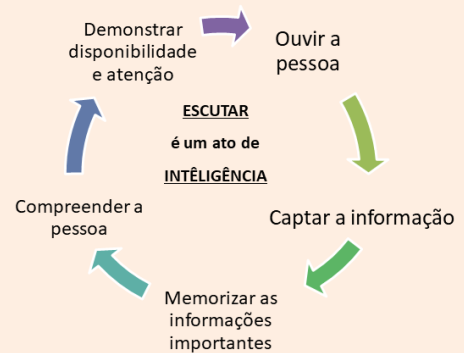 Demonstrar
disponibilidade
e atenção
Ouvir a
pessoa
ESCUTAR
é um ato de
INTÊLIGÊNCIA
Captar a informação
Memorizar as
informações
importantes
Compreender a
pessoa